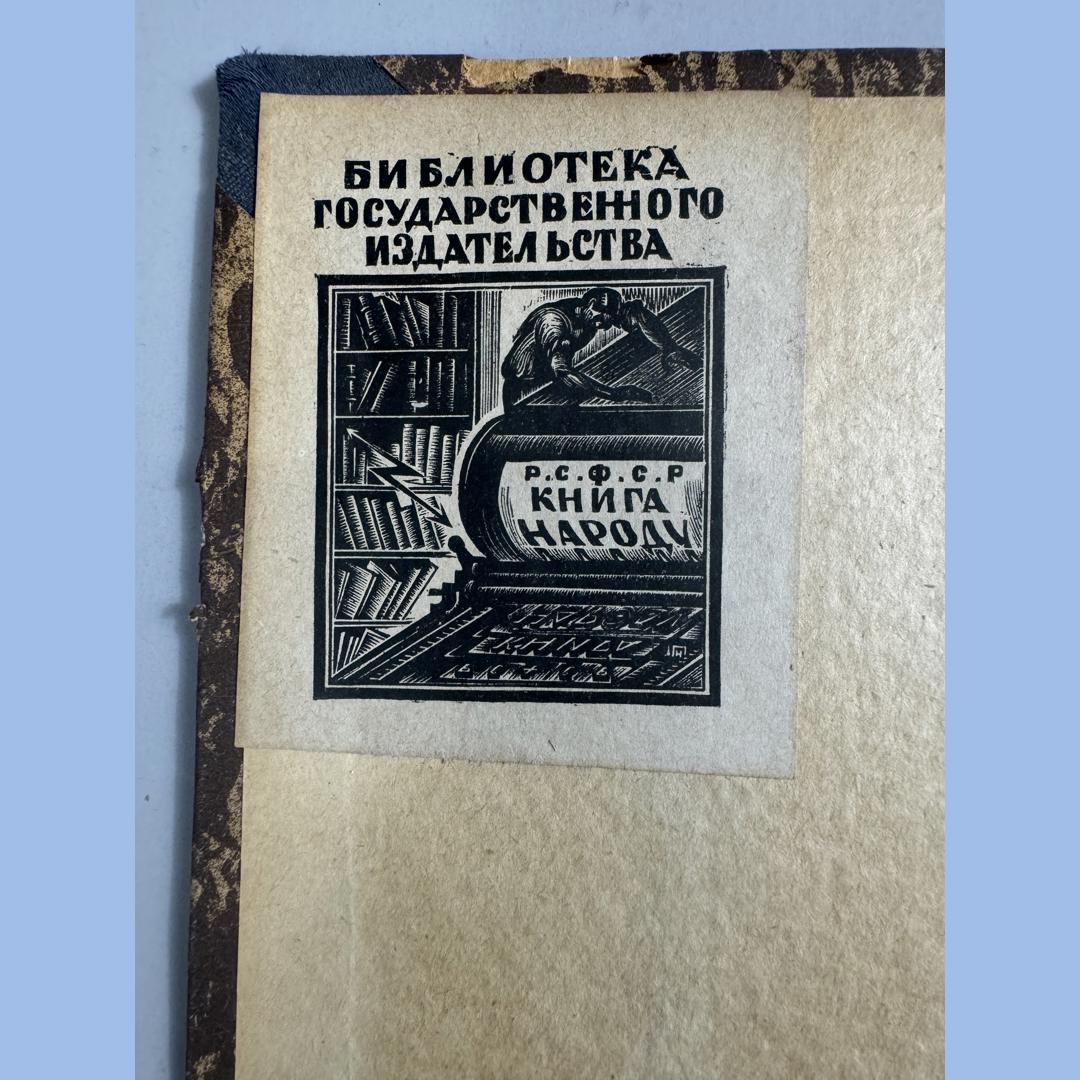 БИБЛИОТЕКА
ГОСУДАРСТВЕННОГО
ИЗДАТЕЛЬСТВА
Р.С.Ф.С.Р
КНИГА
НАРОДУ